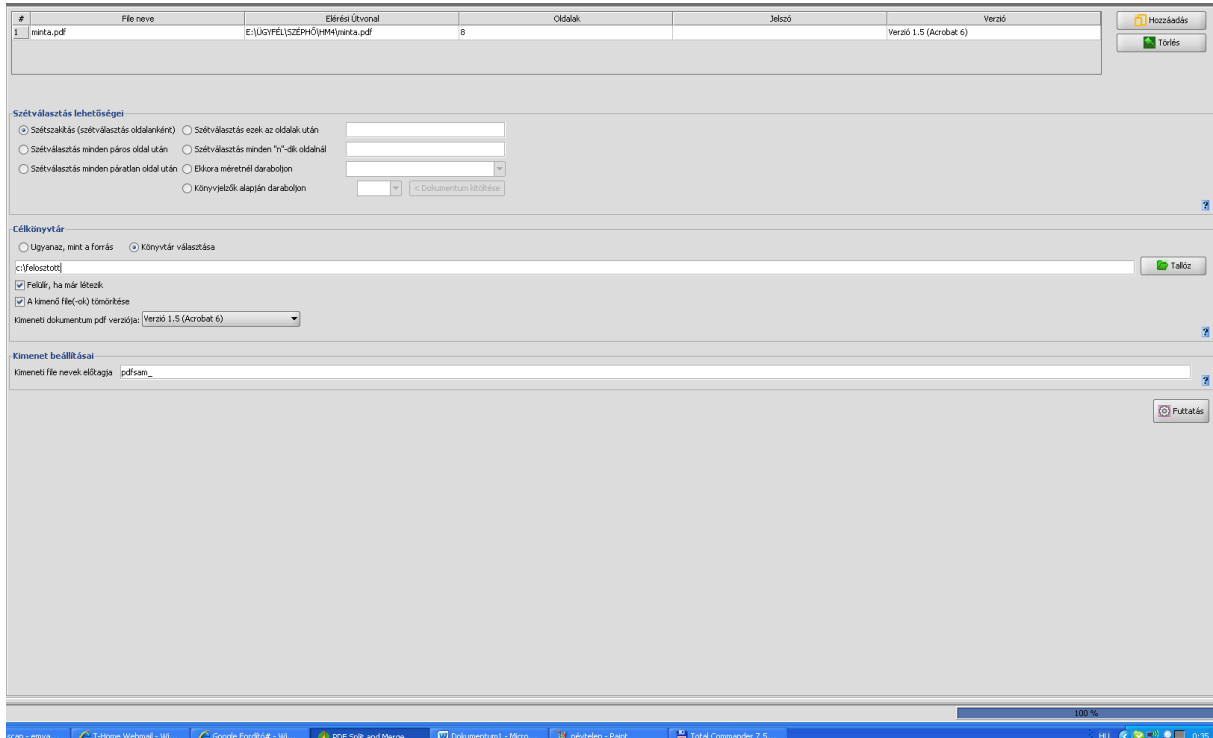 # File neve Elérési Útvonal Oldalak Jelszó Verzió
1 minta.pdf E:\ÜGYFÉL\SZÉPHŐ\HM4\minta.pdf 8 Verzió 1.5 (Acrobat 6)
Hozzáadás
Törlés
Szétválasztás lehetőségei
Szétszakítás (szétválasztás oldalanként) Szétválasztás ezek az oldalak után
Szétválasztás minden páros oldal után Szétválasztás minden "n"-dik oldalnál
Szétválasztás minden páratlan oldal után Ekkora méretnél daraboljon
Könyvjelzők alapján daraboljon < Dokumentum kitöltése
?
Célkönyvtár
Ugyanaz, mint a forrás Könyvtár választása
c:\felosztott Tallóz
Felülír, ha már létezik
A kimenő file(-ok) tömörítése
Kimeneti dokumentum pdf verziója: Verzió 1.5 (Acrobat 6)
?
Kimenet beállításai
Kimeneti file nevek előtagja pdfsam_
?
Futtatás
100 %
scan - emya... T-Home Webmail - Wi... Google Fordító# - Wi... PDF Split and Merge ... Dokumentum1 - Micro... névtelen - Paint Total Commander 7.5... HU 0:35